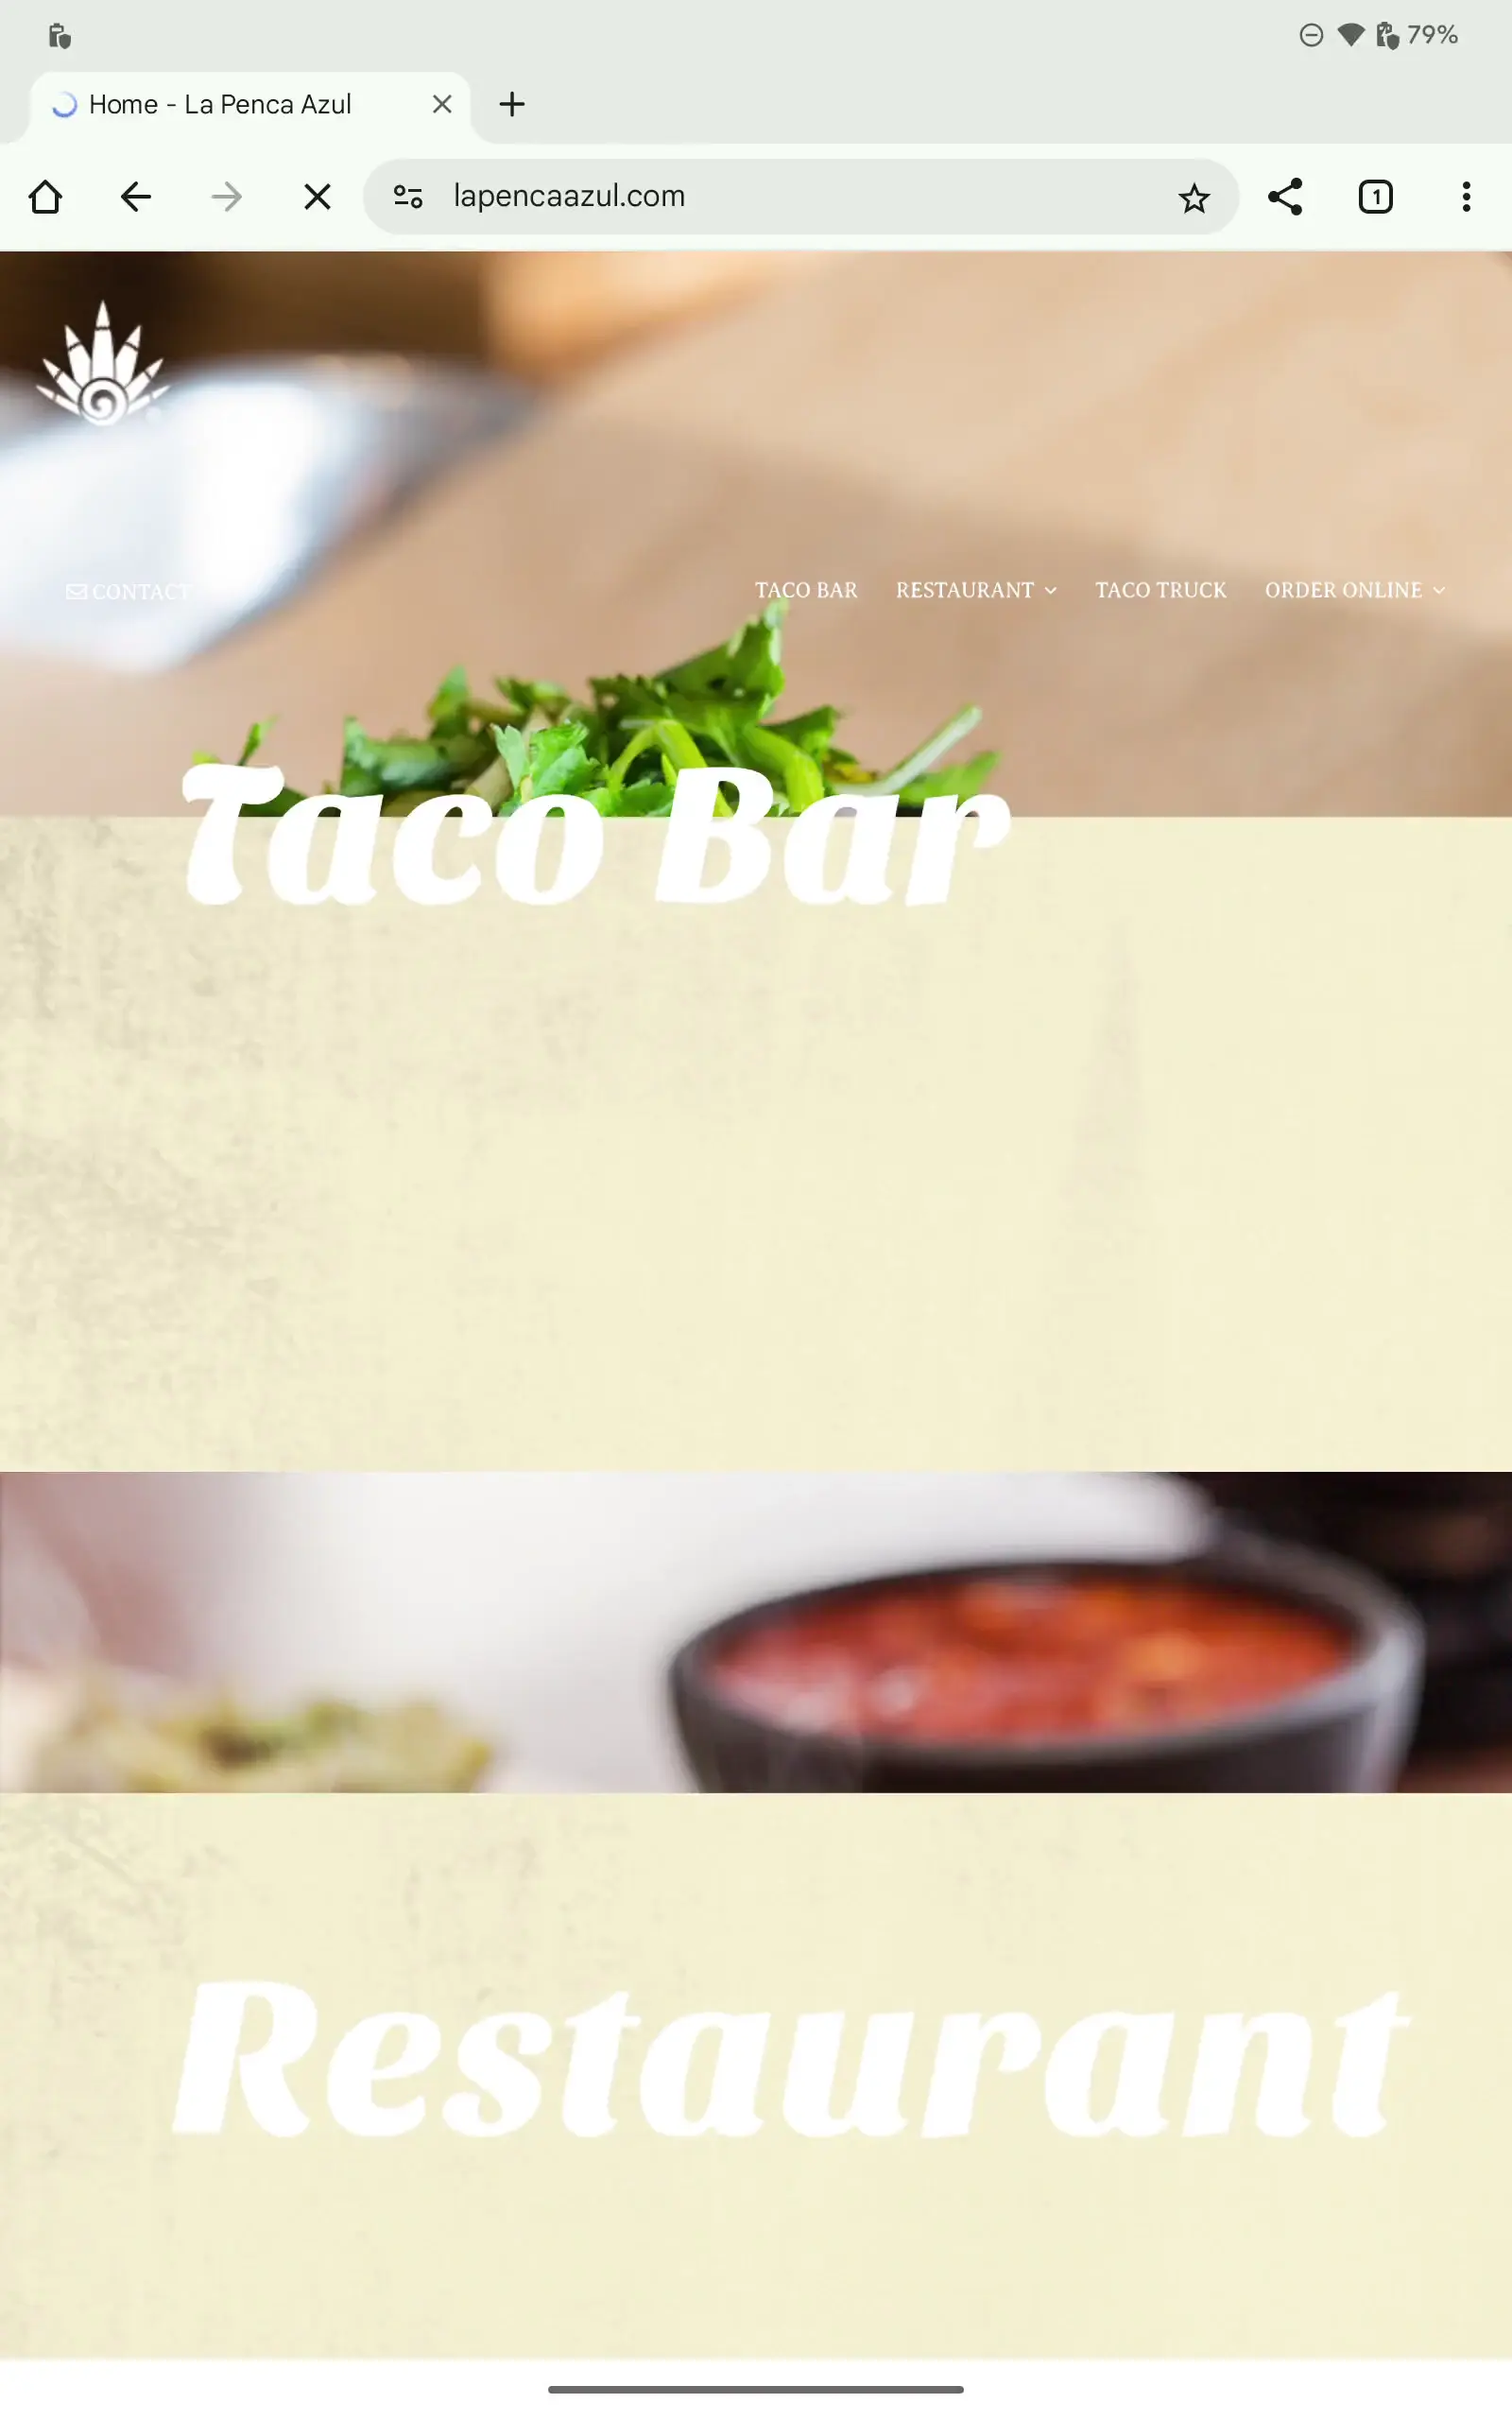 79%
Home - La Penca Azul
lapencaazul.com
1
CONTACT
TACO BAR RESTAURANT TACO TRUCK ORDER ONLINE
Taco Bar
Restaurant